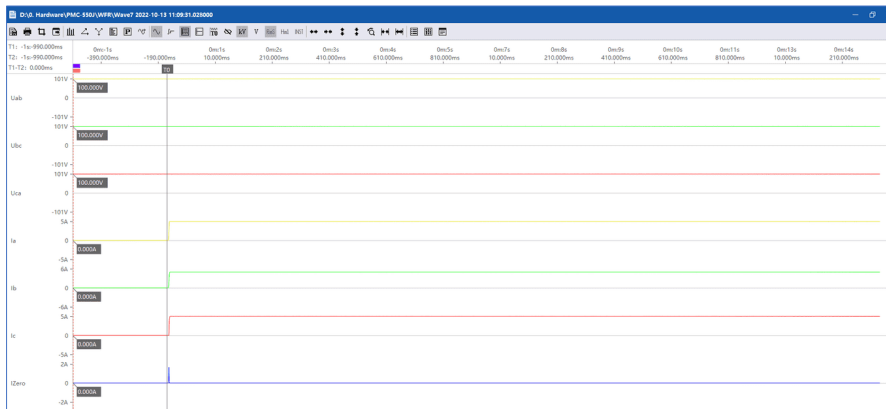 D:\0. Hardware\PMC-550J\WFR\Wave7 2022-10-13 11:09:31.023000
T1: -1s-990.000ms
T2: -1s-990.000ms
T1-T2: 0.000ms
0m:-1s 0m:1s 0m:2s 0m:3s 0m:4s 0m:5s 0m:7s 0m:8s 0m:9s 0m:10s 0m:11s 0m:13s 0m:14s
-390.000ms -190.000ms 10.000ms 210.000ms 410.000ms 610.000ms 810.000ms 10.000ms 210.000ms 410.000ms 610.000ms 810.000ms 10.000ms 210.000ms
T0
101V
100.000V
Uab 0
-101V
101V
100.000V
Ubc 0
-101V
101V
100.000V
Uca 0
-101V
5A
Ia 0
0.000A
-5A
6A
Ib 0
0.000A
-6A
5A
Ic 0
0.000A
-5A
2A
IZero 0
0.000A
-2A